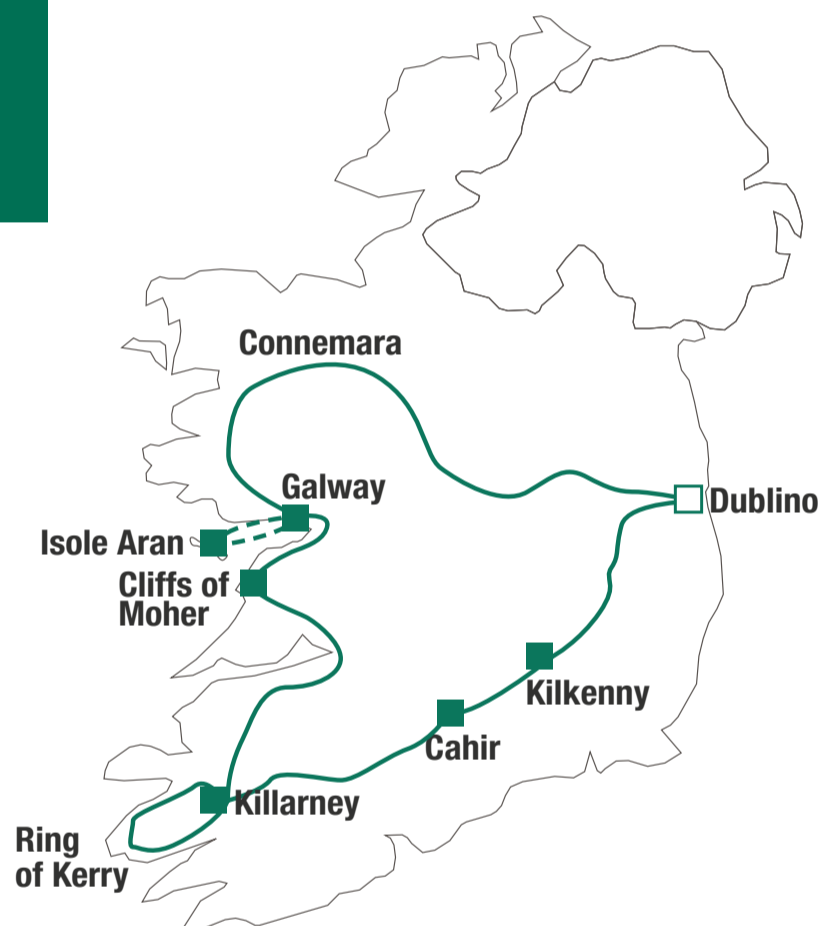 Connemara
Galway
Dublino
Isole Aran
Cliffs of
Moher
Kilkenny
Cahir
Killarney
Ring
of Kerry